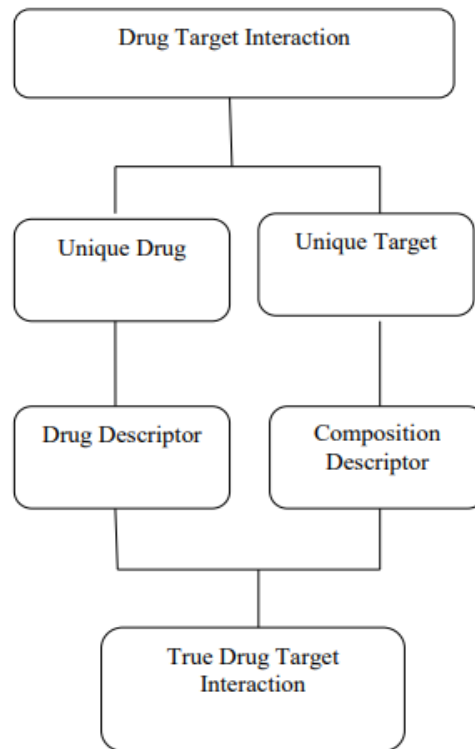 Drug Target Interaction
Unique Drug
Unique Target
Drug Descriptor
Composition
Descriptor
True Drug Target
Interaction